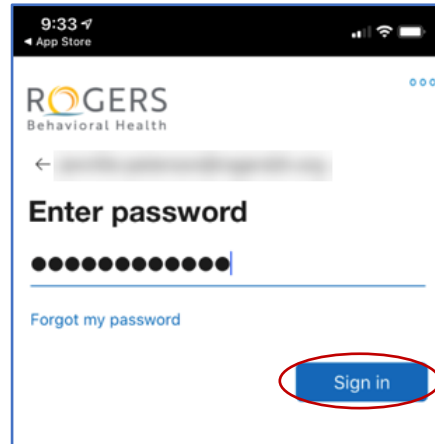 9:33
◄ App Store
ROGERS
Behavioral Health
Enter password
Forgot my password
Sign in